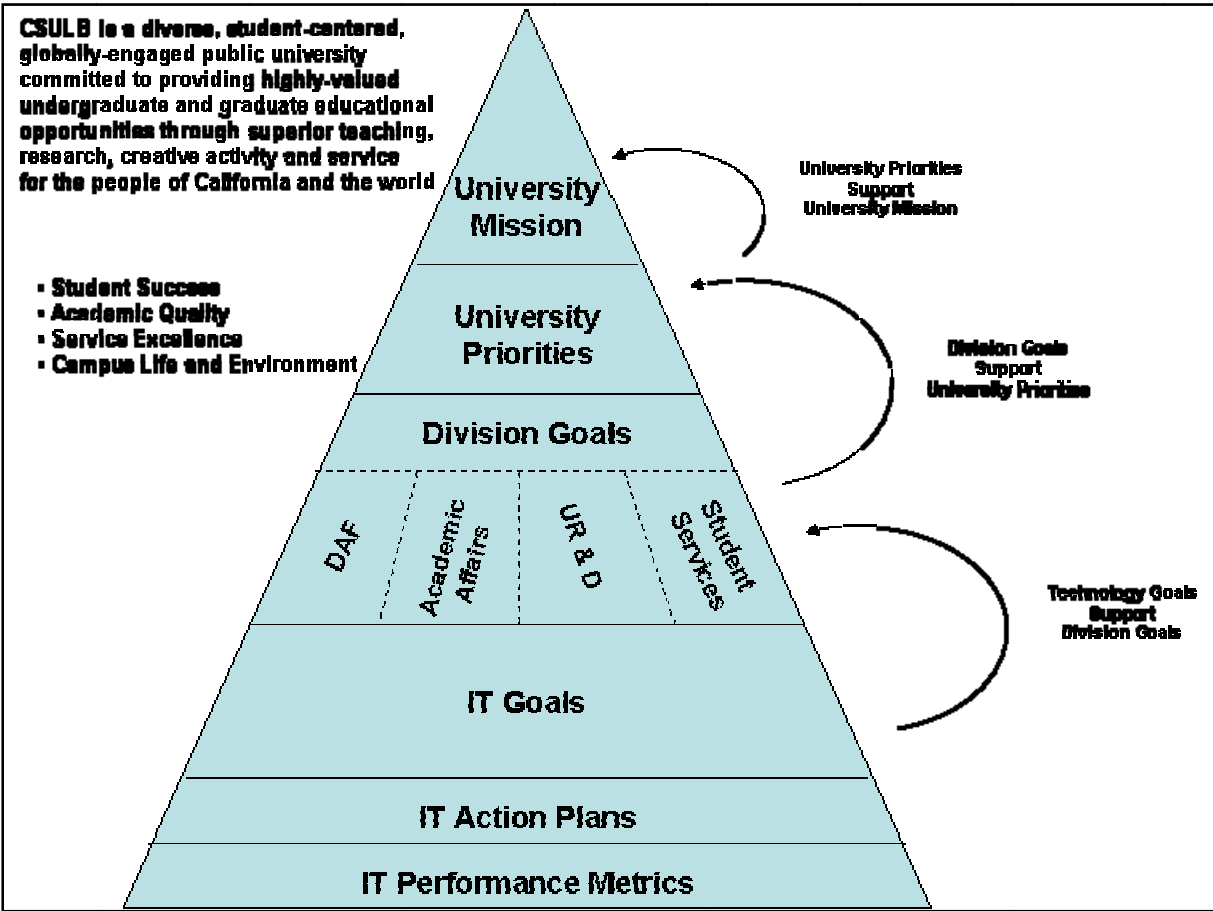 CSULB is a diverse, student-centered,
globally-engaged public university
committed to providing highly-valued
undergraduate and graduate educational
opportunities through superior teaching,
research, creative activity and service
for the people of California and the world
University
Mission
University Priorities
Support
University Mission
▪ Student Success
▪ Academic Quality
▪ Service Excellence
▪ Campus Life and Environment
University
Priorities
Division Goals
Support
University Priorities
Division Goals
DAF
Academic
Affairs
UR & D
Student
Services
Technology Goals
Support
Division Goals
IT Goals
IT Action Plans
IT Performance Metrics